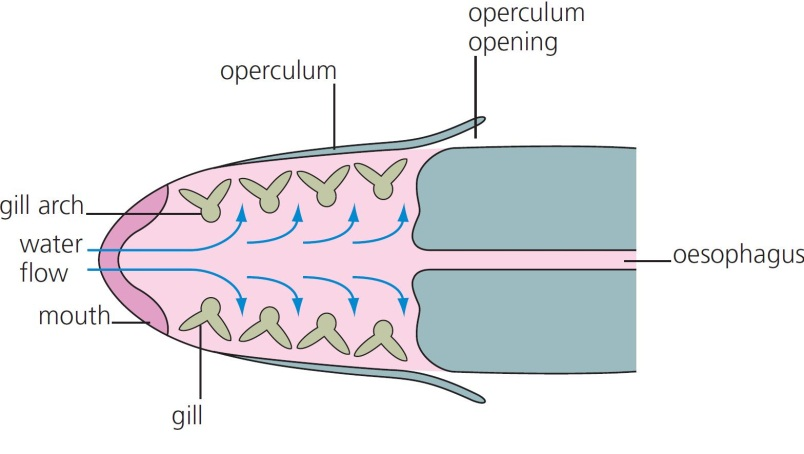 operculum
opening
operculum
gill arch
water
flow
oesophagus
mouth
gill